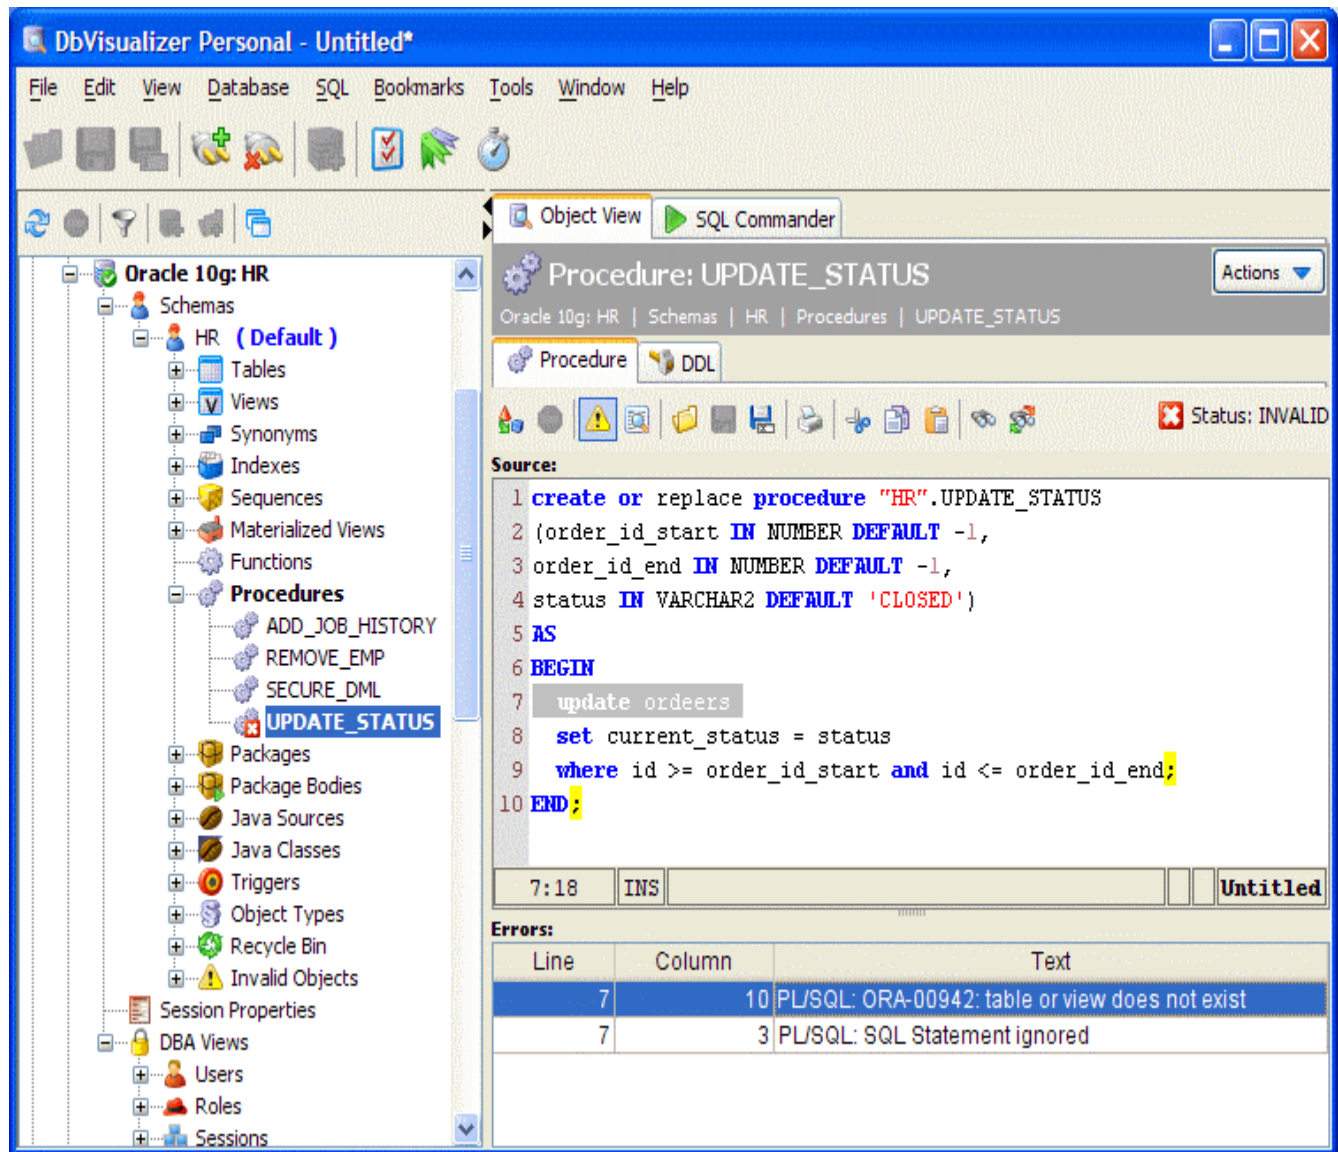 DbVisualizer Personal - Untitled*
File Edit View Database SQL Bookmarks Tools Window Help
Oracle 10g: HR
Schemas
HR ( Default )
Tables
Views
Synonyms
Indexes
Sequences
Materialized Views
Functions
Procedures
ADD_JOB_HISTORY
REMOVE_EMP
SECURE_DML
UPDATE_STATUS
Packages
Package Bodies
Java Sources
Java Classes
Triggers
Object Types
Recycle Bin
Invalid Objects
Session Properties
DBA Views
Users
Roles
Sessions
Object View SQL Commander
Procedure: UPDATE_STATUS Actions
Oracle 10g: HR | Schemas | HR | Procedures | UPDATE_STATUS
Procedure DDL
Status: INVALID
Source:
1 create or replace procedure "HR".UPDATE_STATUS
2 (order_id_start IN NUMBER DEFAULT -1,
3 order_id_end IN NUMBER DEFAULT -1,
4 status IN VARCHAR2 DEFAULT 'CLOSED')
5 AS
6 BEGIN
7 update ordeers
8 set current_status = status
9 where id >= order_id_start and id <= order_id_end;
10 END;
7:18 INS Untitled
Errors:
Line Column Text
7 10 PL/SQL: ORA-00942: table or view does not exist
7 3 PL/SQL: SQL Statement ignored